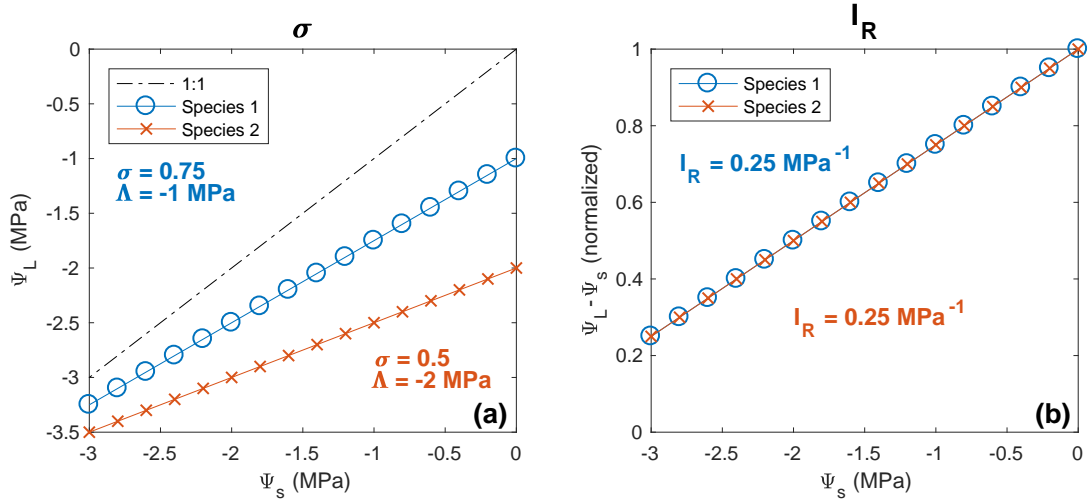 σ
0
-0.5
-1
-1.5
-2
-2.5
-3
-3.5
Ψ_L (MPa)
1:1
Species 1
Species 2
σ = 0.75
Λ = -1 MPa
σ = 0.5
Λ = -2 MPa
(a)
-3 -2.5 -2 -1.5 -1 -0.5 0
Ψ_s (MPa)
I_R
1
0.8
0.6
0.4
0.2
0
Ψ_L - Ψ_s (normalized)
Species 1
Species 2
I_R = 0.25 MPa^-1
I_R = 0.25 MPa^-1
(b)
-3 -2.5 -2 -1.5 -1 -0.5 0
Ψ_s (MPa)